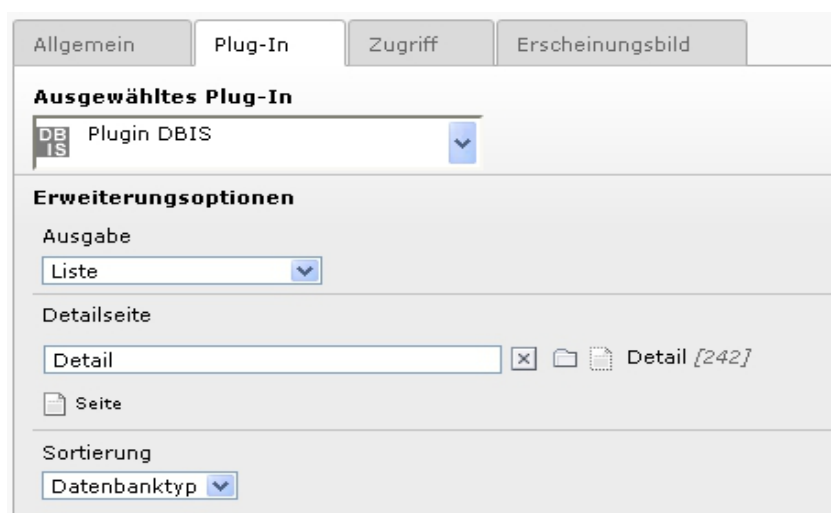 Allgemein Plug-In Zugriff Erscheinungsbild
Ausgewähltes Plug-In
DB IS Plugin DBIS
Erweiterungsoptionen
Ausgabe
Liste
Detailseite
Detail Detail [242]
Seite
Sortierung
Datenbanktyp